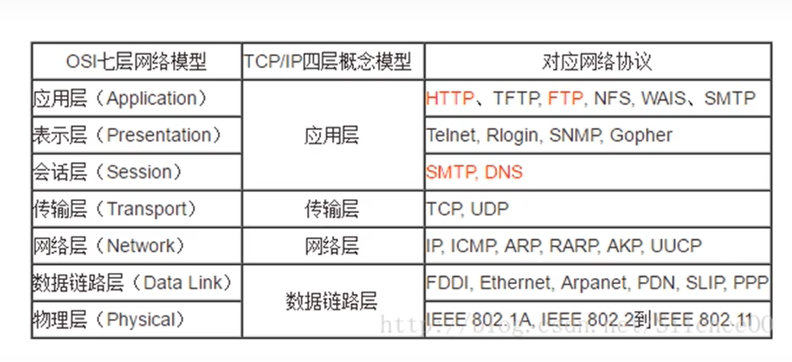 OSI七层网络模型 TCP/IP四层概念模型 对应网络协议
应用层（Application） HTTP、TFTP, FTP, NFS, WAIS、SMTP
表示层（Presentation） 应用层 Telnet, Rlogin, SNMP, Gopher
会话层（Session） SMTP, DNS
传输层（Transport） 传输层 TCP, UDP
网络层（Network） 网络层 IP, ICMP, ARP, RARP, AKP, UUCP
数据链路层（Data Link） 数据链路层 FDDI, Ethernet, Arpanet, PDN, SLIP, PPP
物理层（Physical） IEEE 802.1A, IEEE 802.2到IEEE 802.11